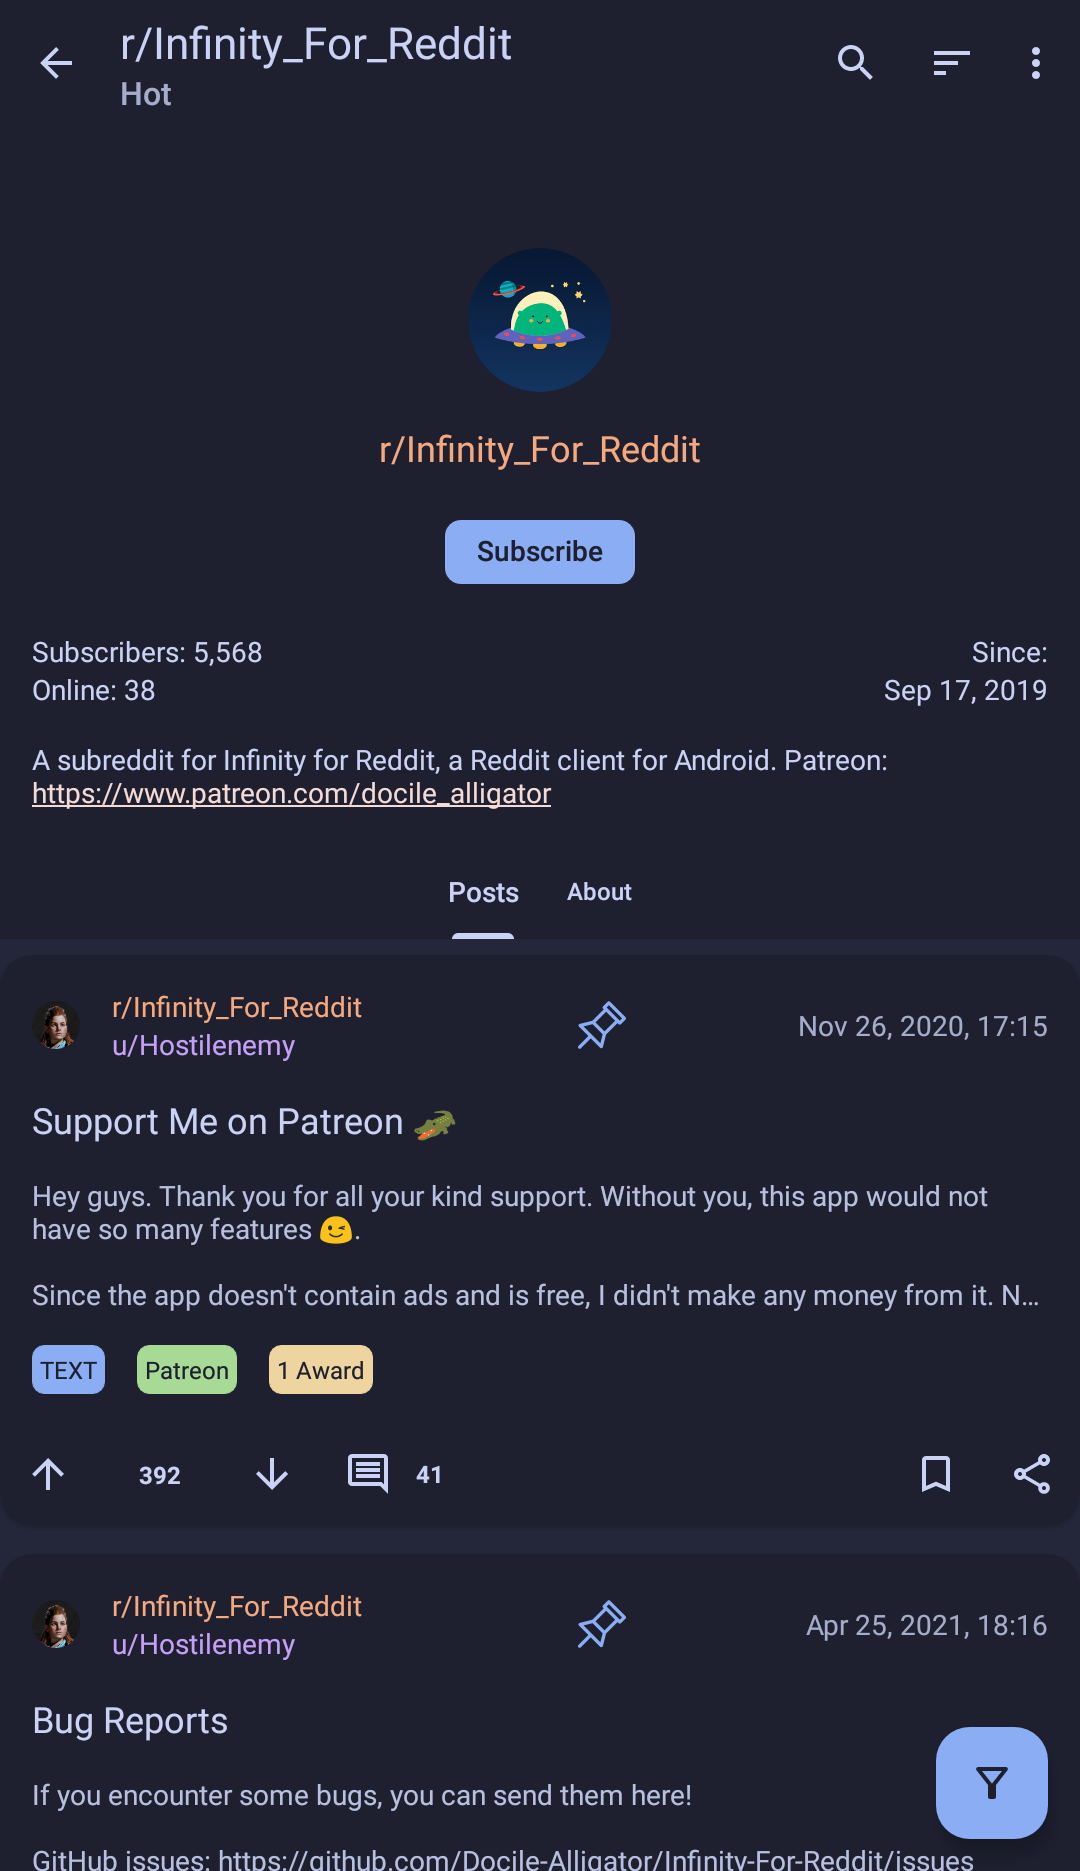 r/Infinity_For_Reddit
Hot
r/Infinity_For_Reddit
Subscribe
Subscribers: 5,568
Since:
Online: 38
Sep 17, 2019
A subreddit for Infinity for Reddit, a Reddit client for Android. Patreon:
https://www.patreon.com/docile_alligator
Posts
About
r/Infinity_For_Reddit
u/Hostilenemy
Nov 26, 2020, 17:15
Support Me on Patreon 🐊
Hey guys. Thank you for all your kind support. Without you, this app would not
have so many features 😉.
Since the app doesn't contain ads and is free, I didn't make any money from it. N…
TEXT
Patreon
1 Award
392
41
r/Infinity_For_Reddit
u/Hostilenemy
Apr 25, 2021, 18:16
Bug Reports
If you encounter some bugs, you can send them here!
GitHub issues: https://github.com/Docile-Alligator/Infinity-For-Reddit/issues